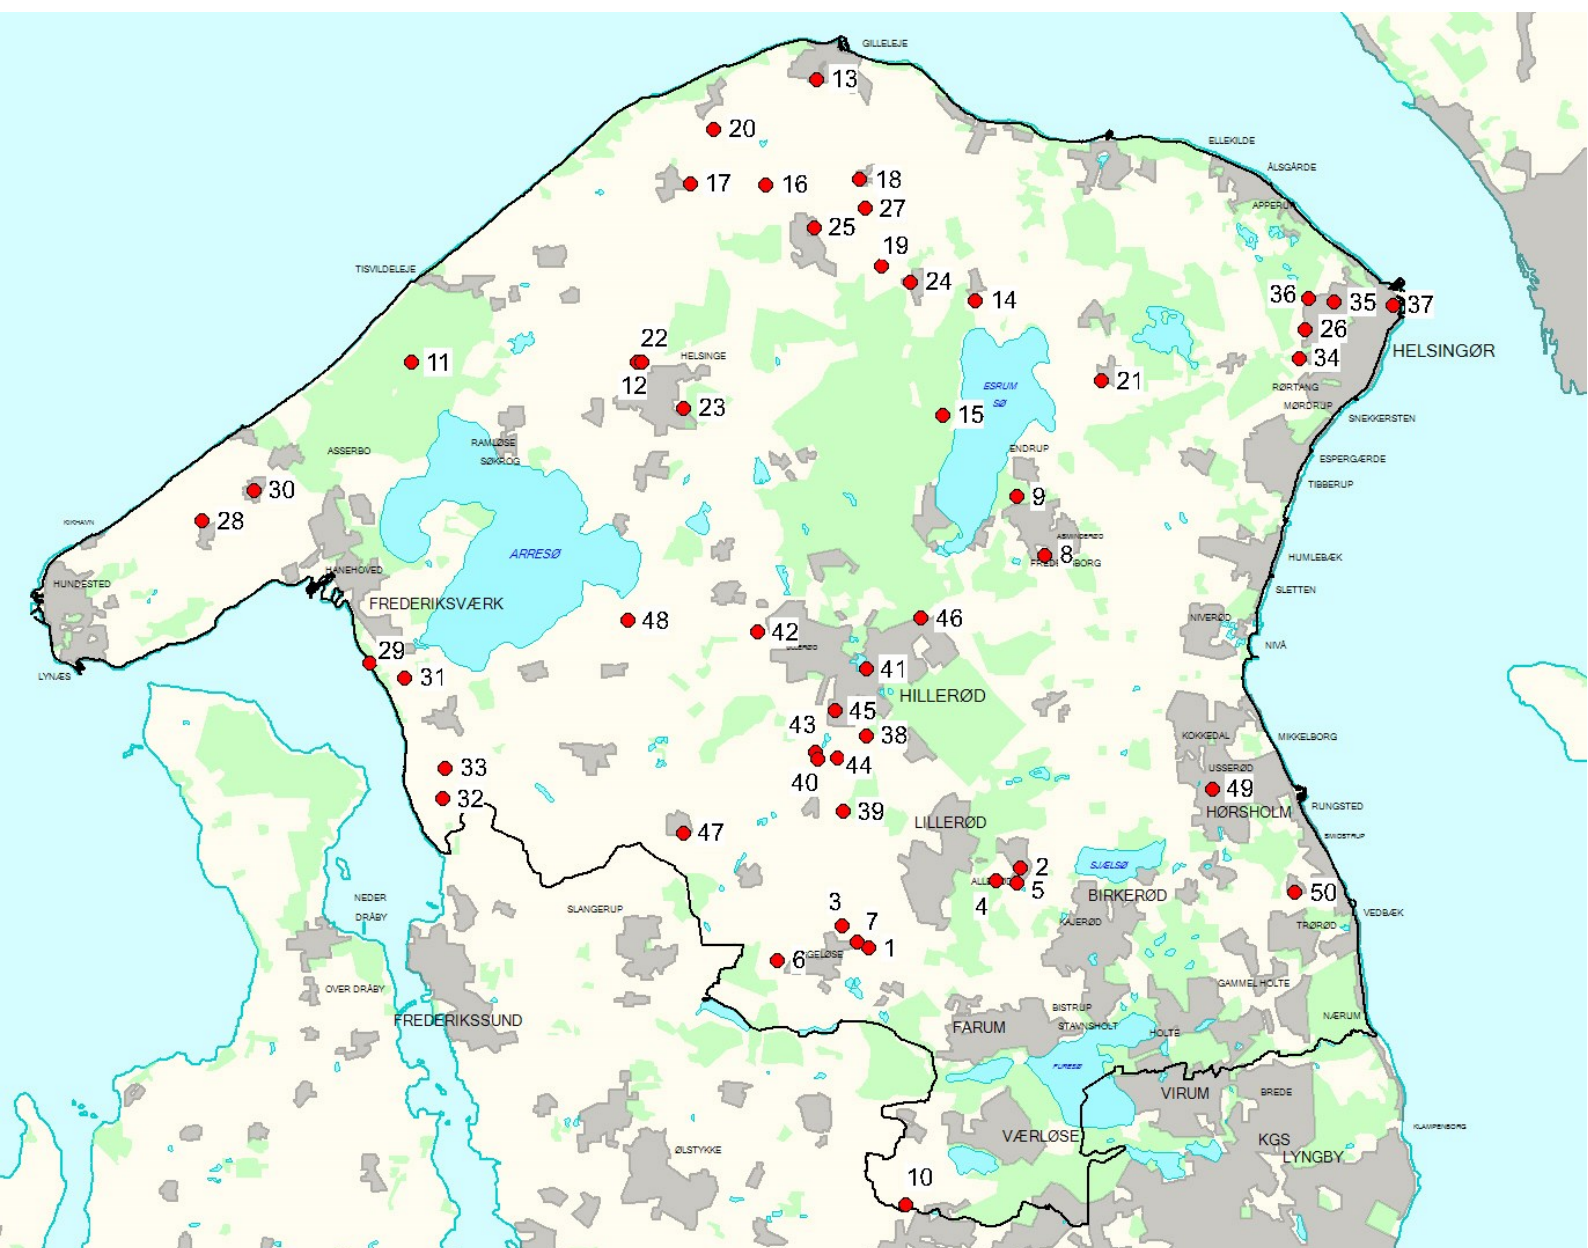 GILLELEJE
13
20
ELLEKILDE
ÅLSGÅRDE
17
16
18
27
APPERUP
25
19
TISVILDELEJE
24
14
36
35
37
26
22
HELSINGE
HELSINGØR
11
34
12
21
ESRUM
SØ
RØRTANG
23
15
MØRDRUP
SNEKKERSTEN
RAMLØSE
ASSERBO
ENDRUP
SØKROG
ESPERGÆRDE
TIBBERUP
30
9
28
KIKHAVN
ARRESØ
8
HUMLEBÆK
HANEHOVED
HUNDESTED
SLETTEN
FREDERIKSVÆRK
48
46
NIVERØD
42
NIVÅ
29
41
LYNÆS
31
HILLERØD
45
43
38
KOKKEDAL
MIKKELBORG
44
40
33
USSERØD
49
32
RUNGSTED
39
HØRSHOLM
LILLERØD
47
SJÆLSØ
2
4
5
BIRKERØD
50
NEDER
DRÅBY
SLANGERUP
3
VEDBÆK
KAJERØD
TRØRØD
7
1
6
OVER DRÅBY
GAMMEL HOLTE
BISTRUP
NÆRUM
FREDERIKSSUND
FARUM
STAVNSHOLT
HOLTE
FURESØ
VIRUM
BREDE
KLAMPENBORG
VÆRLØSE
KGS
LYNGBY
ØLSTYKKE
10